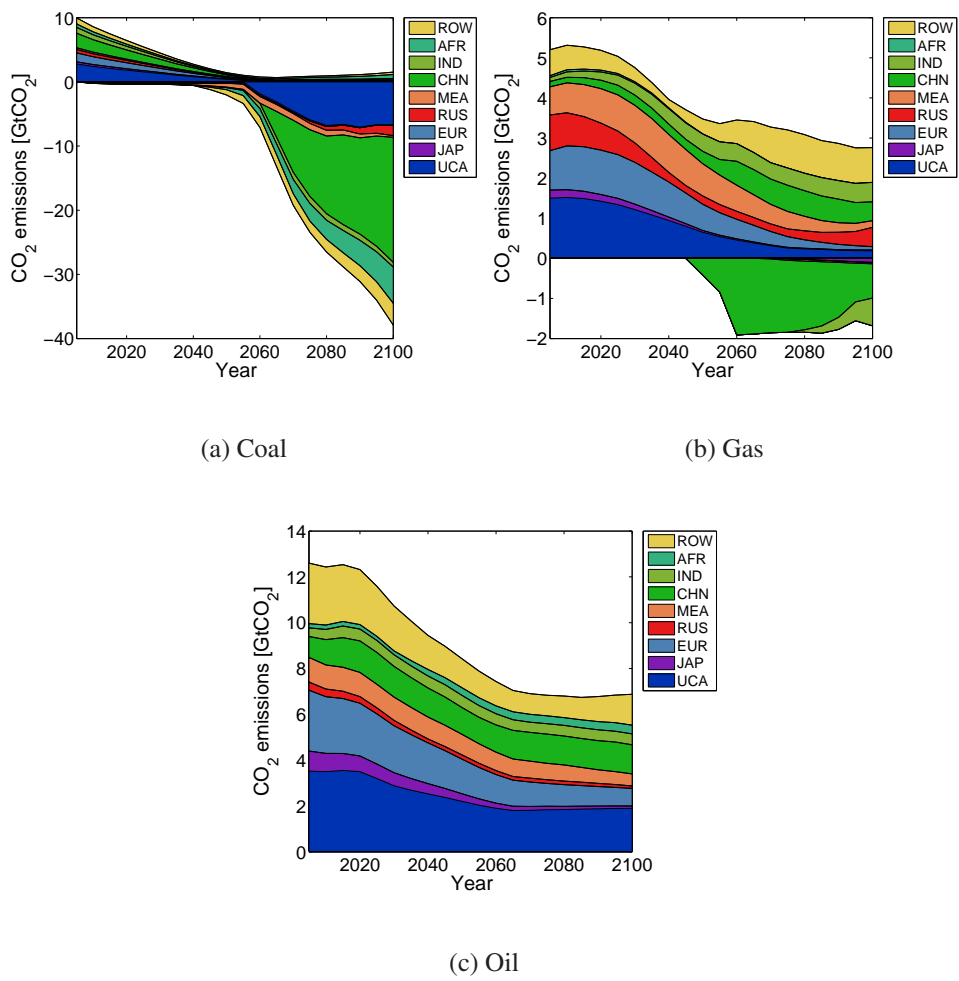 10
0
−10
−20
−30
−40
CO2 emissions [GtCO2]
2020 2040 2060 2080 2100
Year
ROW
AFR
IND
CHN
MEA
RUS
EUR
JAP
UCA
(a) Coal
6
5
4
3
2
1
0
−1
−2
CO2 emissions [GtCO2]
2020 2040 2060 2080 2100
Year
ROW
AFR
IND
CHN
MEA
RUS
EUR
JAP
UCA
(b) Gas
14
12
10
8
6
4
2
0
CO2 emissions [GtCO2]
2020 2040 2060 2080 2100
Year
ROW
AFR
IND
CHN
MEA
RUS
EUR
JAP
UCA
(c) Oil